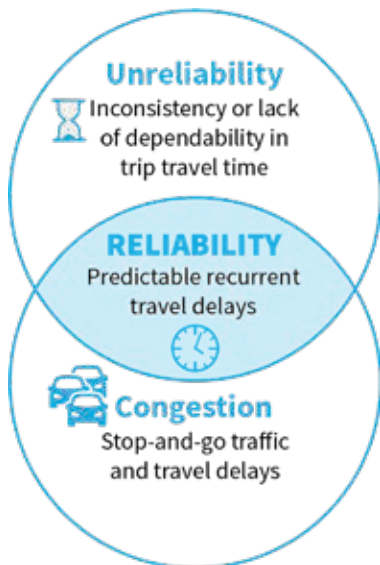 Unreliability
Inconsistency or lack
of dependability in
trip travel time
RELIABILITY
Predictable recurrent
travel delays
Congestion
Stop-and-go traffic
and travel delays